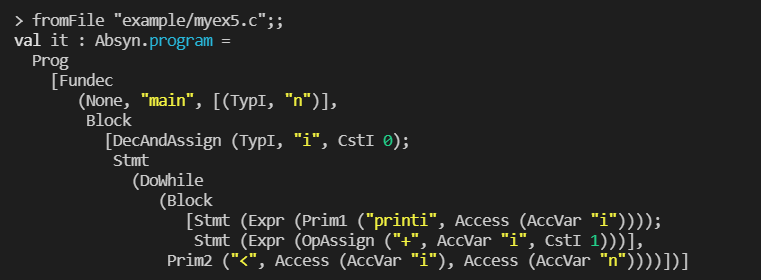 > fromFile "example/myex5.c";;
val it : Absyn.program =
  Prog
    [Fundec
       (None, "main", [(TypI, "n")],
        Block
          [DecAndAssign (TypI, "i", CstI 0);
           Stmt
             (DoWhile
                (Block
                   [Stmt (Expr (Prim1 ("printi", Access (AccVar "i"))));
                    Stmt (Expr (OpAssign ("+", AccVar "i", CstI 1)))],
                 Prim2 ("<", Access (AccVar "i"), Access (AccVar "n"))))])]